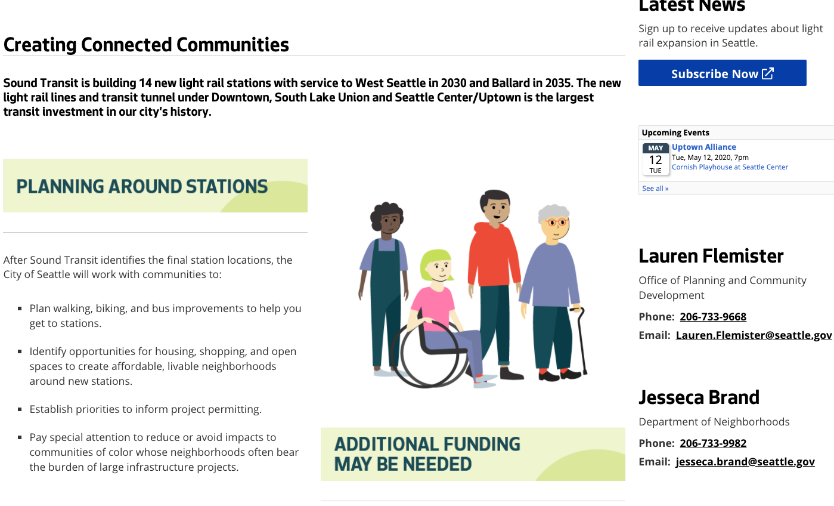 Creating Connected Communities
Sound Transit is building 14 new light rail stations with service to West Seattle in 2030 and Ballard in 2035. The new
light rail lines and transit tunnel under Downtown, South Lake Union and Seattle Center/Uptown is the largest
transit investment in our city's history.
PLANNING AROUND STATIONS
After Sound Transit identifies the final station locations, the
City of Seattle will work with communities to:
▪ Plan walking, biking, and bus improvements to help you
get to stations.
▪ Identify opportunities for housing, shopping, and open
spaces to create affordable, livable neighborhoods
around new stations.
▪ Establish priorities to inform project permitting.
▪ Pay special attention to reduce or avoid impacts to
communities of color whose neighborhoods often bear
the burden of large infrastructure projects.
ADDITIONAL FUNDING
MAY BE NEEDED
Latest News
Sign up to receive updates about light
rail expansion in Seattle.
Subscribe Now
Upcoming Events
MAY
12
TUE
Uptown Alliance
Tue, May 12, 2020, 7pm
Cornish Playhouse at Seattle Center
See all »
Lauren Flemister
Office of Planning and Community
Development
Phone: 206-733-9668
Email: Lauren.Flemister@seattle.gov
Jesseca Brand
Department of Neighborhoods
Phone: 206-733-9982
Email: jesseca.brand@seattle.gov